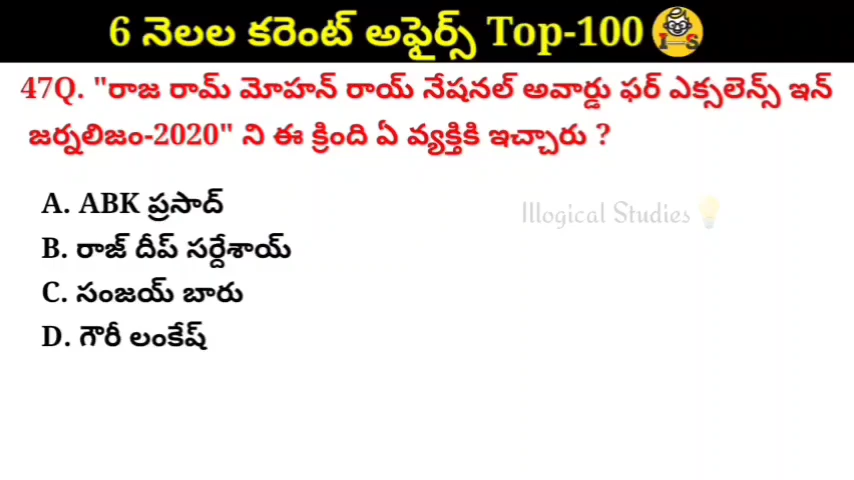 6 నెలల కరెంట్ అఫైర్స్ Top-100
I-S
47Q. "రాజ రామ్ మోహన్ రాయ్ నేషనల్ అవార్డు ఫర్ ఎక్సలెన్స్ ఇన్
జర్నలిజం-2020" ని ఈ క్రింది ఏ వ్యక్తికి ఇచ్చారు ?
A. ABK ప్రసాద్
Illogical Studies
B. రాజ్ దీప్ సర్దేశాయ్
C. సంజయ్ బారు
D. గౌరీ లంకేష్